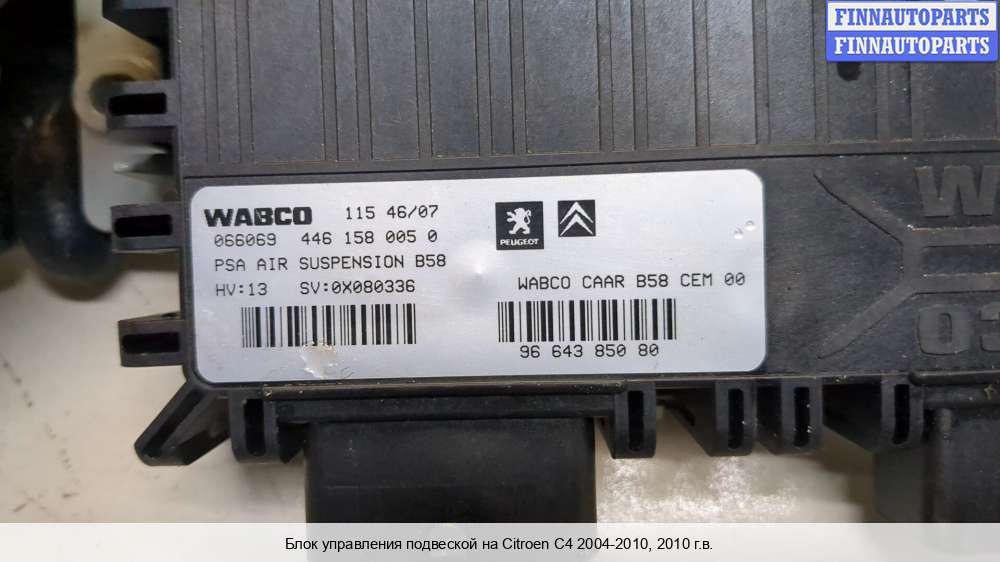 FINNAUTOPARTS
FINNAUTOPARTS
WABCO 115 46/07
066069 446 158 005 0
PSA AIR SUSPENSION B58
HV:13 SV:0X080336
PEUGEOT
WABCO CAAR B58 CEM 00
96 643 850 80
Блок управления подвеской на Citroen C4 2004-2010, 2010 г.в.